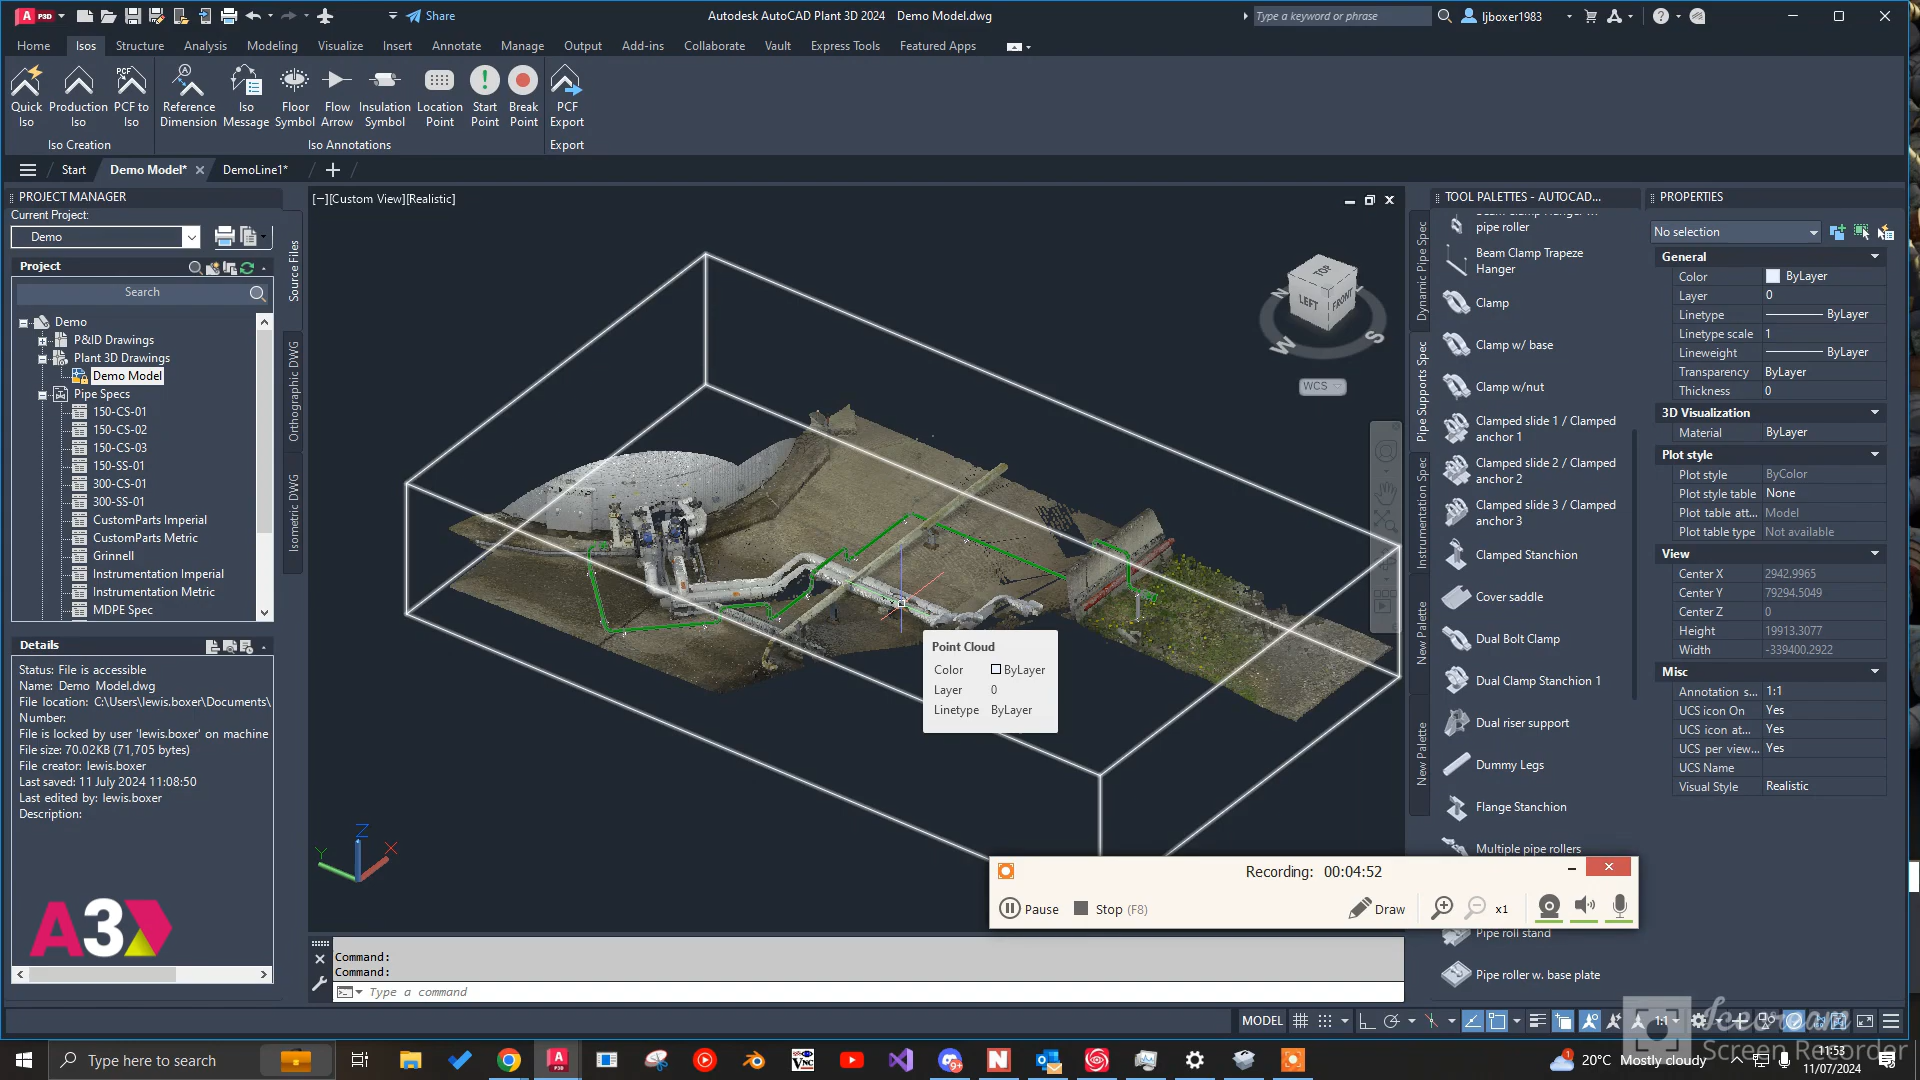 Share
Autodesk AutoCAD Plant 3D 2024 Demo Model.dwg
Type a keyword or phrase
ljboxer1983
Home Isos Structure Analysis Modeling Visualize Insert Annotate Manage Output Add-ins Collaborate Vault Express Tools Featured Apps
Quick Iso
Production Iso
PCF to Iso
Reference Dimension
Iso Message
Floor Symbol
Flow Arrow
Insulation Symbol
Location Point
Start Point
Break Point
PCF Export
Iso Creation
Iso Annotations
Export
Start
Demo Model*
DemoLine1*
PROJECT MANAGER
Current Project:
Demo
Project
Search
Demo
P&ID Drawings
Plant 3D Drawings
Demo Model
Pipe Specs
150-CS-01
150-CS-02
150-CS-03
150-SS-01
300-CS-01
300-SS-01
CustomParts Imperial
CustomParts Metric
Grinnell
Instrumentation Imperial
Instrumentation Metric
MDPE Spec
Source Files
Orthographic DWG
Isometric DWG
Details
Status: File is accessible
Name: Demo Model.dwg
File location: C:\Users\lewis.boxer\Documents\
Number:
File is locked by user 'lewis.boxer' on machine
File size: 70.02KB (71,705 bytes)
File creator: lewis.boxer
Last saved: 11 July 2024 11:08:50
Last edited by: lewis.boxer
Description:
A3D
[−][Custom View][Realistic]
TOP
LEFT
FRONT
N
W
S
WCS
Z
Y
X
Point Cloud
Color ByLayer
Layer 0
Linetype ByLayer
TOOL PALETTES - AUTOCAD...
Dynamic Pipe Spec
Pipe Supports Spec
Instrumentation Spec
New Palette
New Palette
pipe roller
Beam Clamp Trapeze Hanger
Clamp
Clamp w/ base
Clamp w/nut
Clamped slide 1 / Clamped anchor 1
Clamped slide 2 / Clamped anchor 2
Clamped slide 3 / Clamped anchor 3
Clamped Stanchion
Cover saddle
Dual Bolt Clamp
Dual Clamp Stanchion 1
Dual riser support
Dummy Legs
Flange Stanchion
Multiple pipe rollers
Pipe roll stand
Pipe roller w. base plate
PROPERTIES
No selection
General
Color ByLayer
Layer 0
Linetype ByLayer
Linetype scale 1
Lineweight ByLayer
Transparency ByLayer
Thickness 0
3D Visualization
Material ByLayer
Plot style
Plot style ByColor
Plot style table None
Plot table att... Model
Plot table type Not available
View
Center X 2942.9965
Center Y 79294.5049
Center Z 0
Height 19913.3077
Width -339400.2922
Misc
Annotation s... 1:1
UCS icon On Yes
UCS icon at... Yes
UCS per view... Yes
UCS Name
Visual Style Realistic
Recording: 00:04:52
Pause
Stop (F8)
Draw
x1
Command:
Command:
Type a command
MODEL
1:1
Icecream
Screen Recorder
Type here to search
20°C Mostly cloudy
11:53
11/07/2024